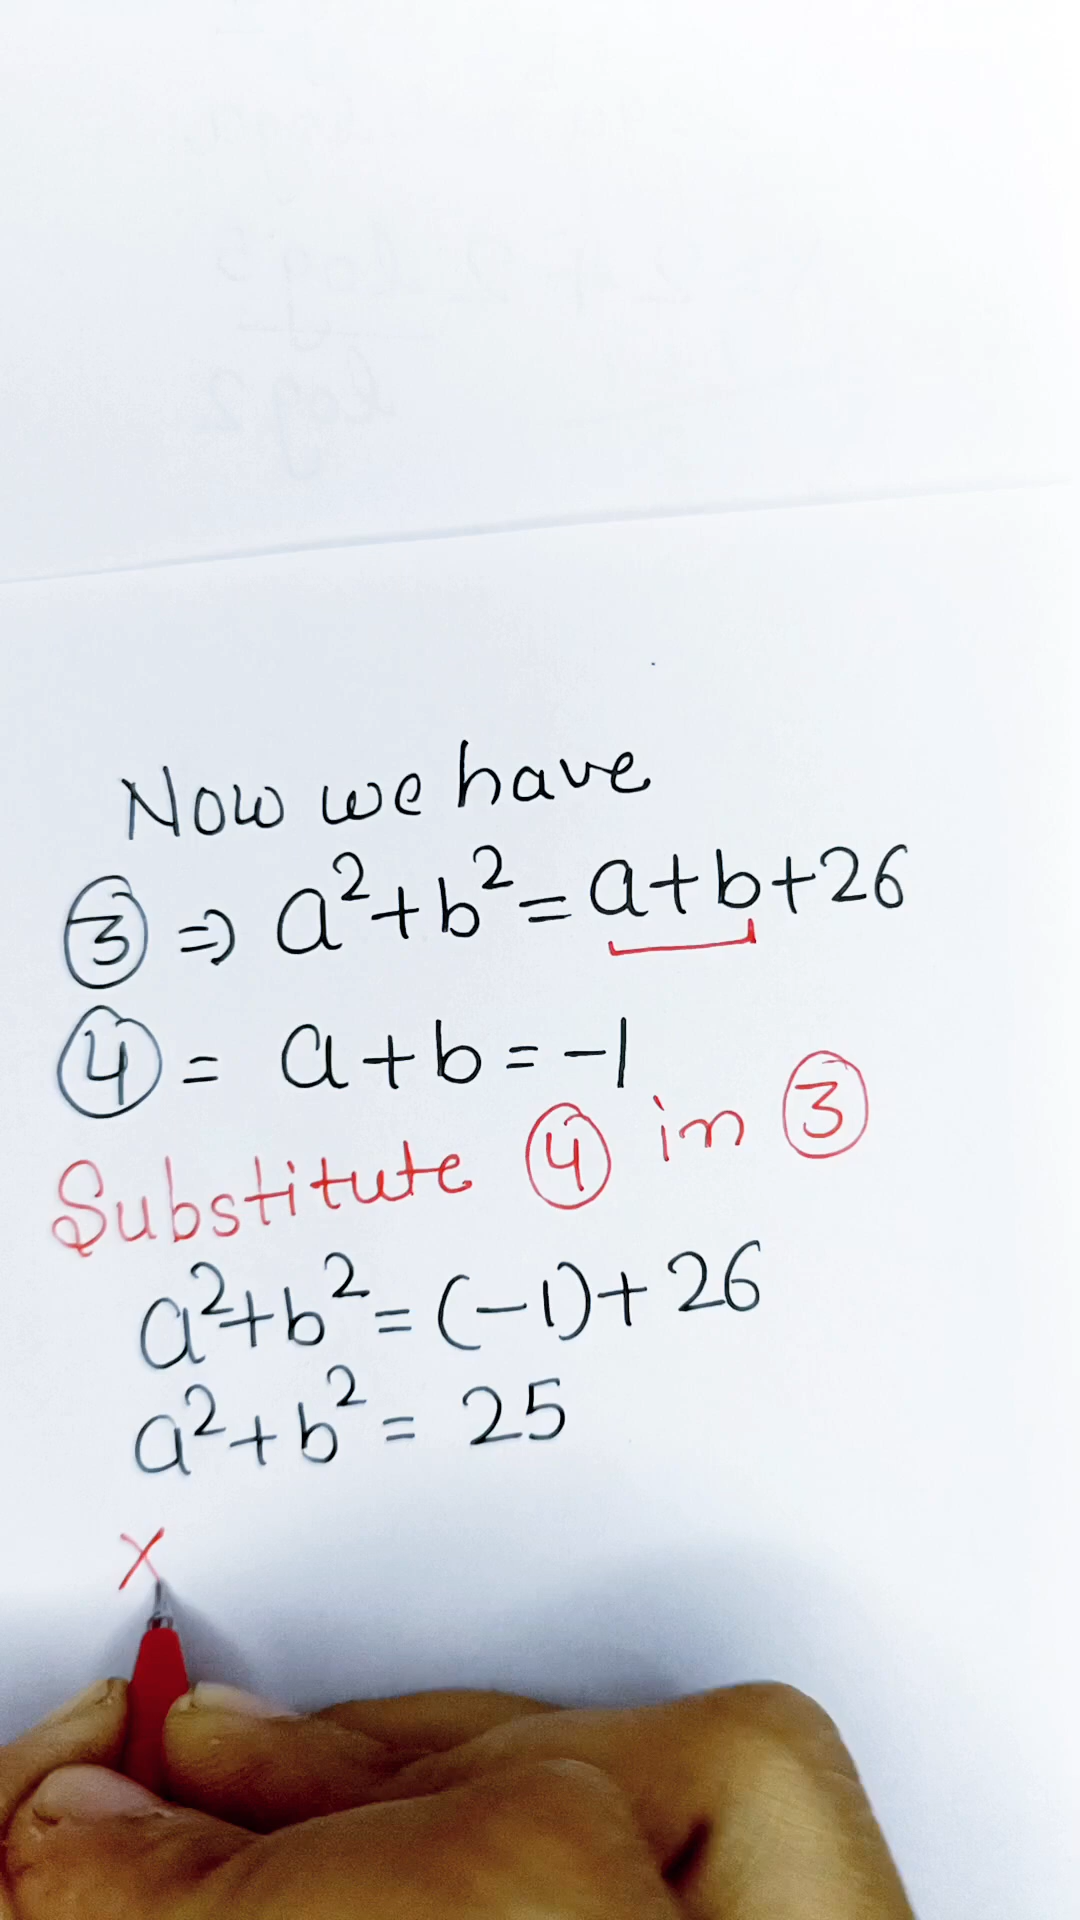 Now we have
③ ⇒ a²+b²=a+b+26
④ = a+b=-1
Substitute ④ in ③
a²+b²=(-1)+26
a²+b²= 25
x